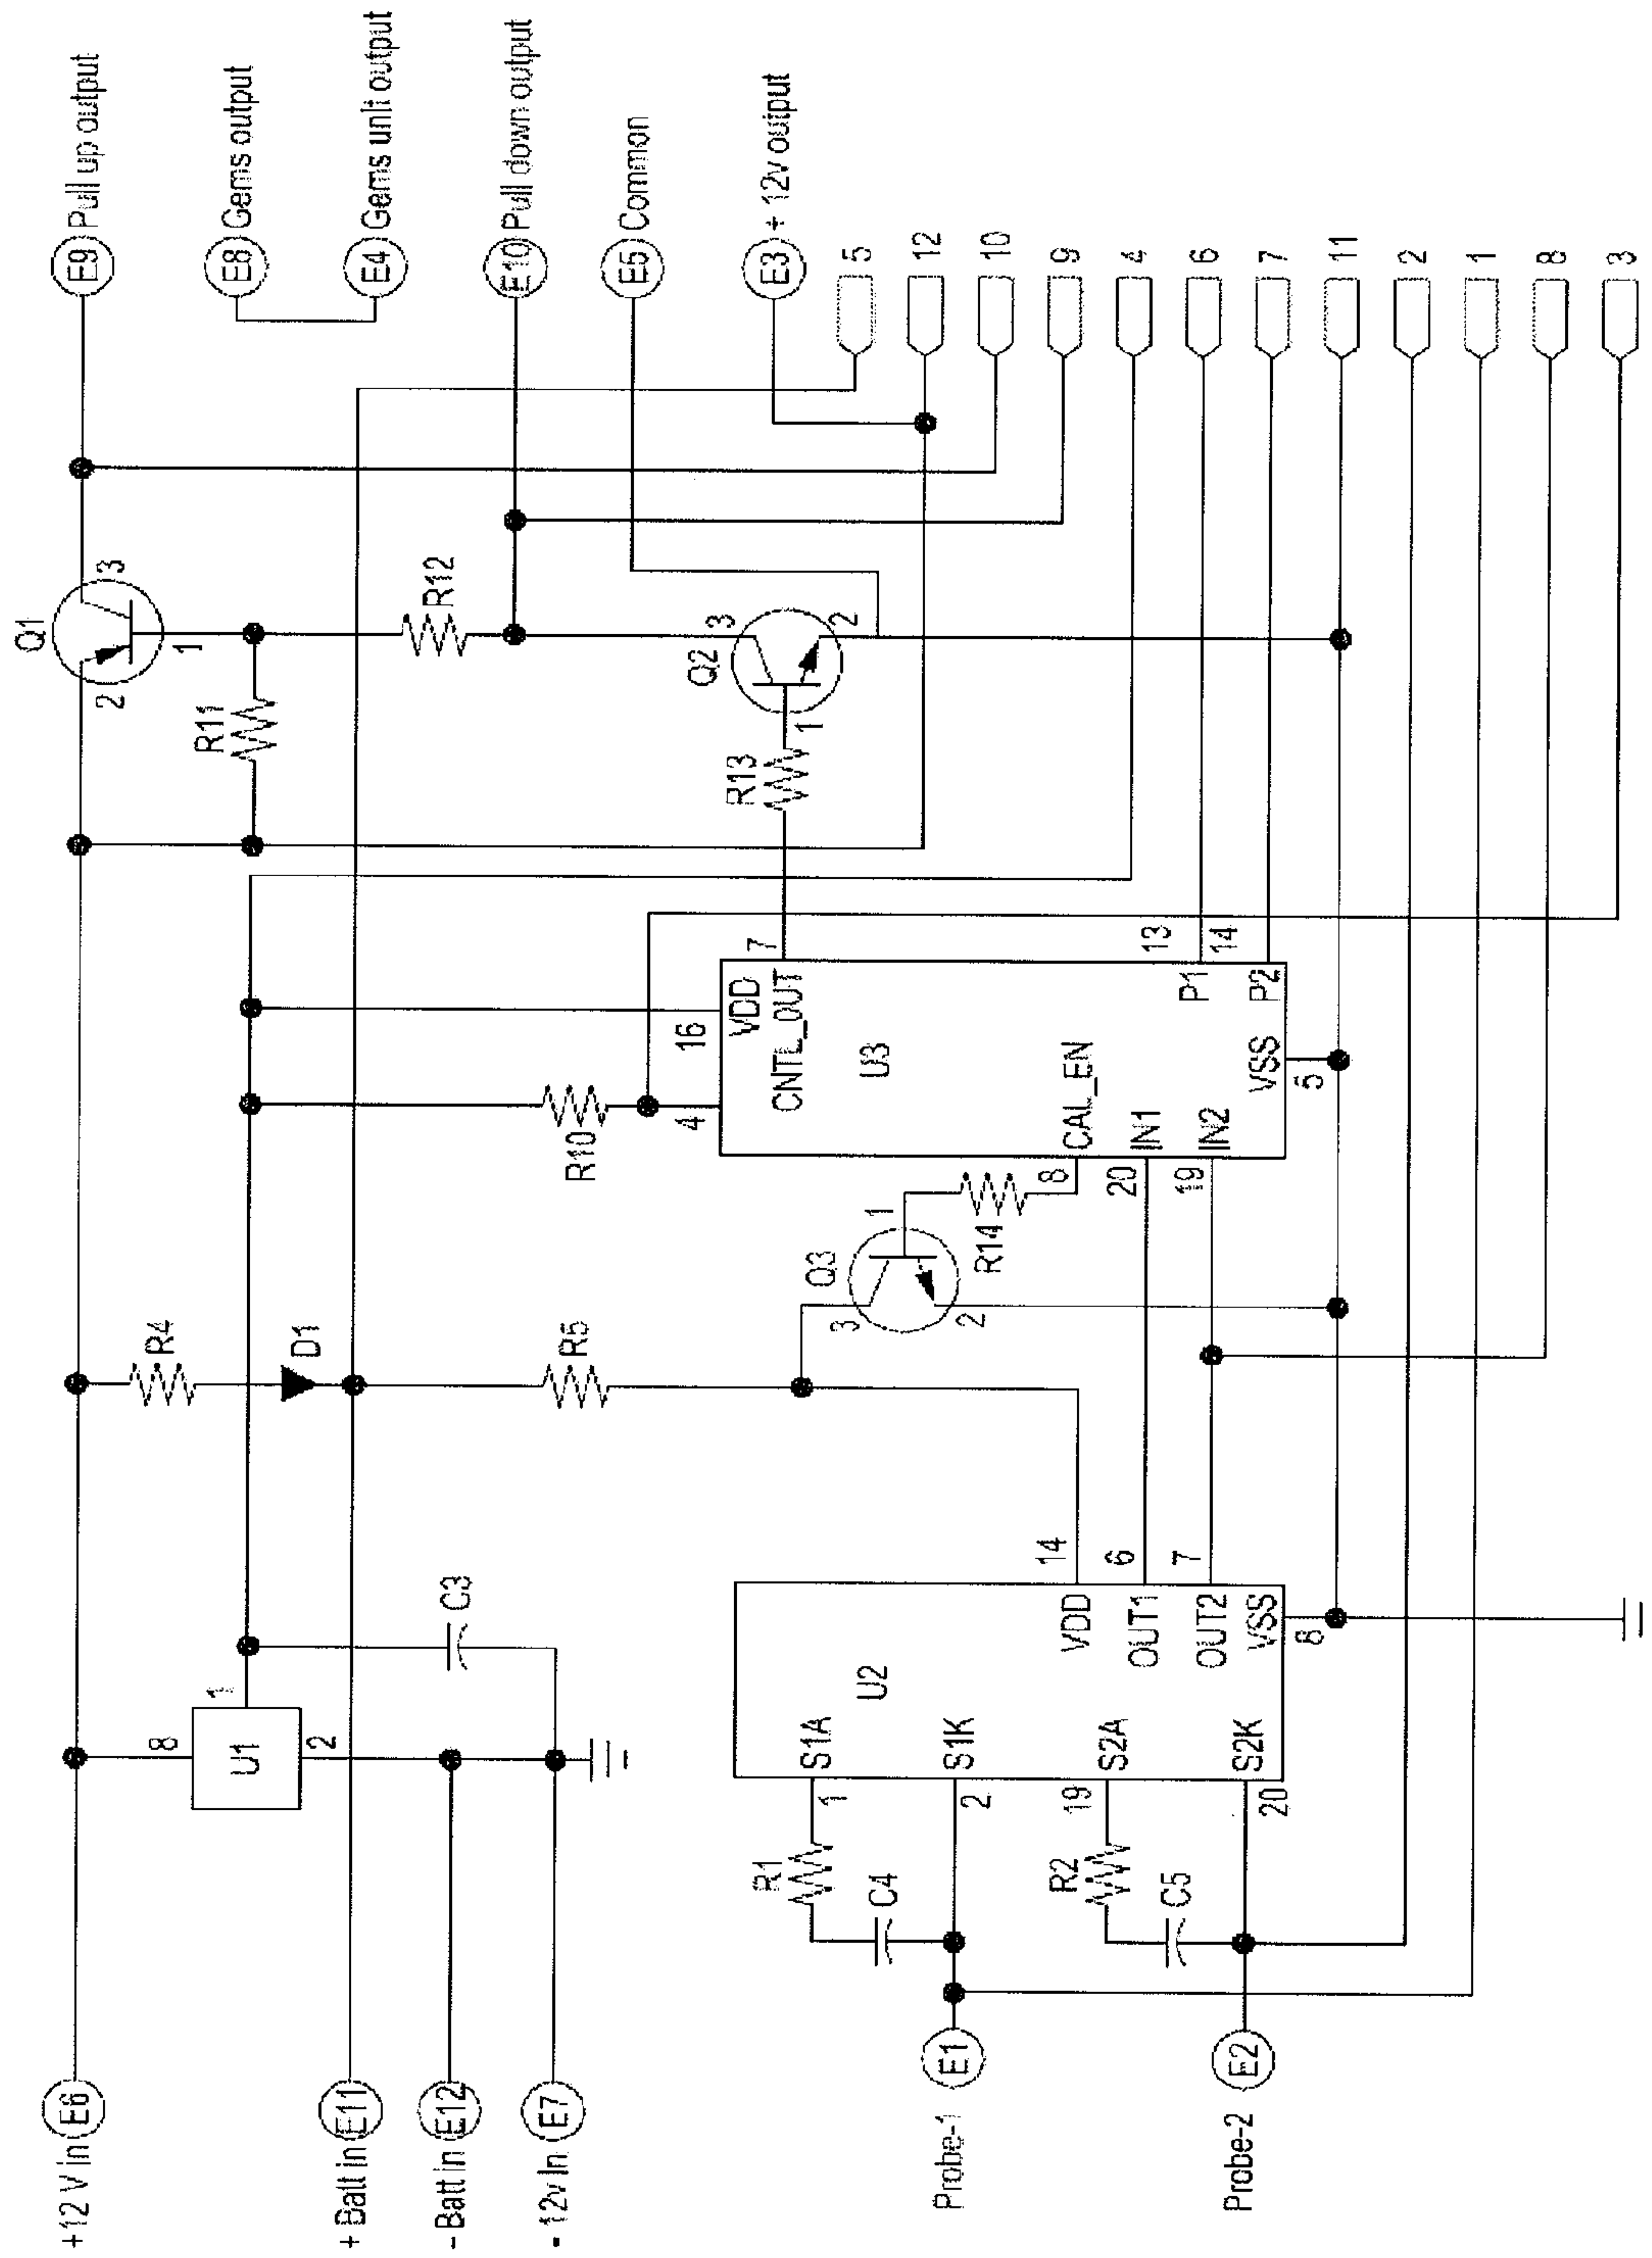 +12 V in E6
+ Batt in E11
- Batt in E12
- 12v In E7
Probe-1 E1
Probe-2 E2
E9 Pull up output
E8 Gems output
E4 Gems unit output
E10 Pull down output
E5 Common
E3 + 12v output
5
12
10
9
4
6
7
11
2
1
8
3
Q1
2
3
1
R11
R12
Q2
3
2
1
R13
R4
D1
R5
R10
Q3
3
2
1
R14
8
U1
1
2
C3
U3
4
16
VDD
CNTL_OUT
7
CAL_EN
8
IN1
20
IN2
19
P1
13
P2
14
VSS
5
U2
S1A
1
S1K
2
S2A
19
S2K
20
VDD
14
OUT1
6
OUT2
7
VSS
8
R1
C4
R2
C5